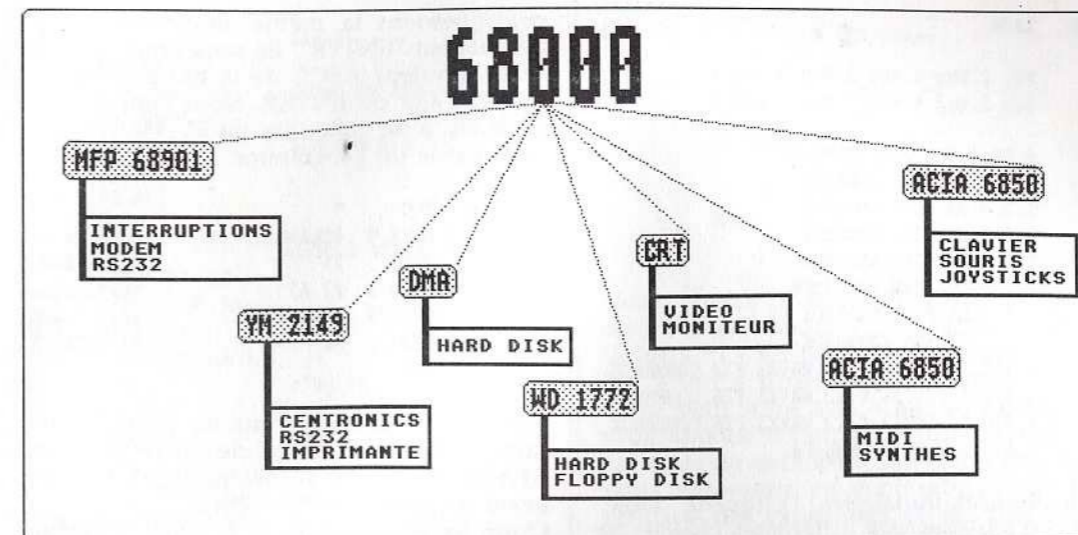 68000
MFP 68901
INTERRUPTIONS
MODEM
RS232
YM 2149
CENTRONICS
RS232
IMPRIMANTE
DMA
HARD DISK
WD 1772
HARD DISK
FLOPPY DISK
CRT
VIDEO
MONITEUR
ACIA 6850
MIDI
SYNTHES
ACIA 6850
CLAVIER
SOURIS
JOYSTICKS